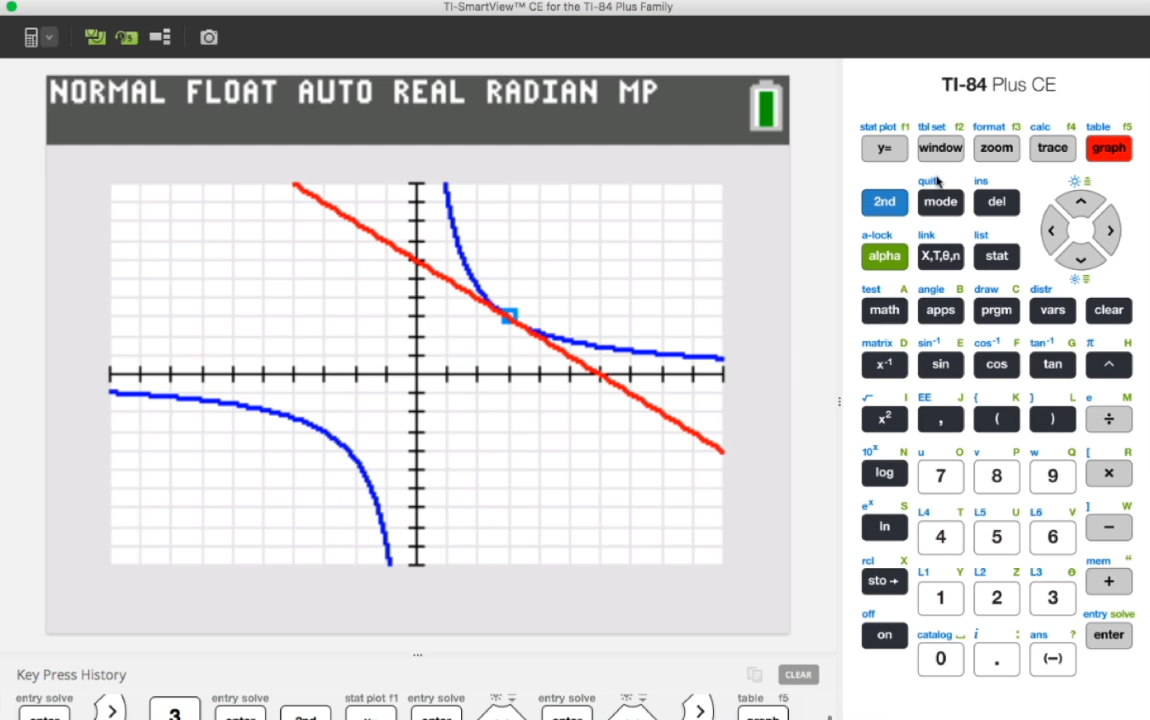 TI-SmartView™ CE for the TI-84 Plus Family
NORMAL FLOAT AUTO REAL RADIAN MP
TI-84 Plus CE
stat plot f1 tbl set f2 format f3 calc f4 table f5
y= window zoom trace graph
quit ins
2nd mode del
a-lock link list
alpha X,T,θ,n stat
test A angle B draw C distr
math apps prgm vars clear
matrix D sin⁻¹ E cos⁻¹ F tan⁻¹ G π H
x⁻¹ sin cos tan ^
√ I EE J { K } L e M
x² , ( ) ÷
10ˣ N u O v P w Q [ R
log 7 8 9 ×
eˣ S L4 T L5 U L6 V ] W
ln 4 5 6 −
rcl X L1 Y L2 Z L3 θ mem "
sto→ 1 2 3 +
off catalog i : ans ? entry solve
on 0 . (−) enter
Key Press History CLEAR
entry solve entry solve stat plot f1 entry solve entry solve table f5
enter 3 enter 2nd y= enter enter graph